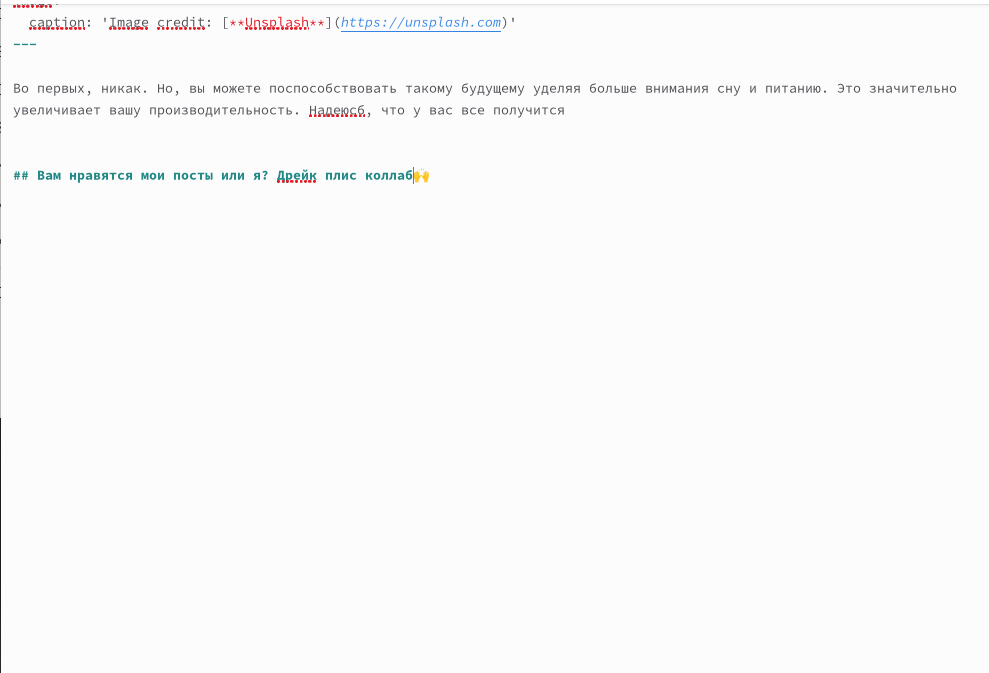 caption: 'Image credit: [**Unsplash**](https://unsplash.com)'
---
Во первых, никак. Но, вы можете поспособствовать такому будущему уделяя больше внимания сну и питанию. Это значительно
увеличивает вашу производительность. Надеюсб, что у вас все получится
## Вам нравятся мои посты или я? Дрейк плис коллаб🙌